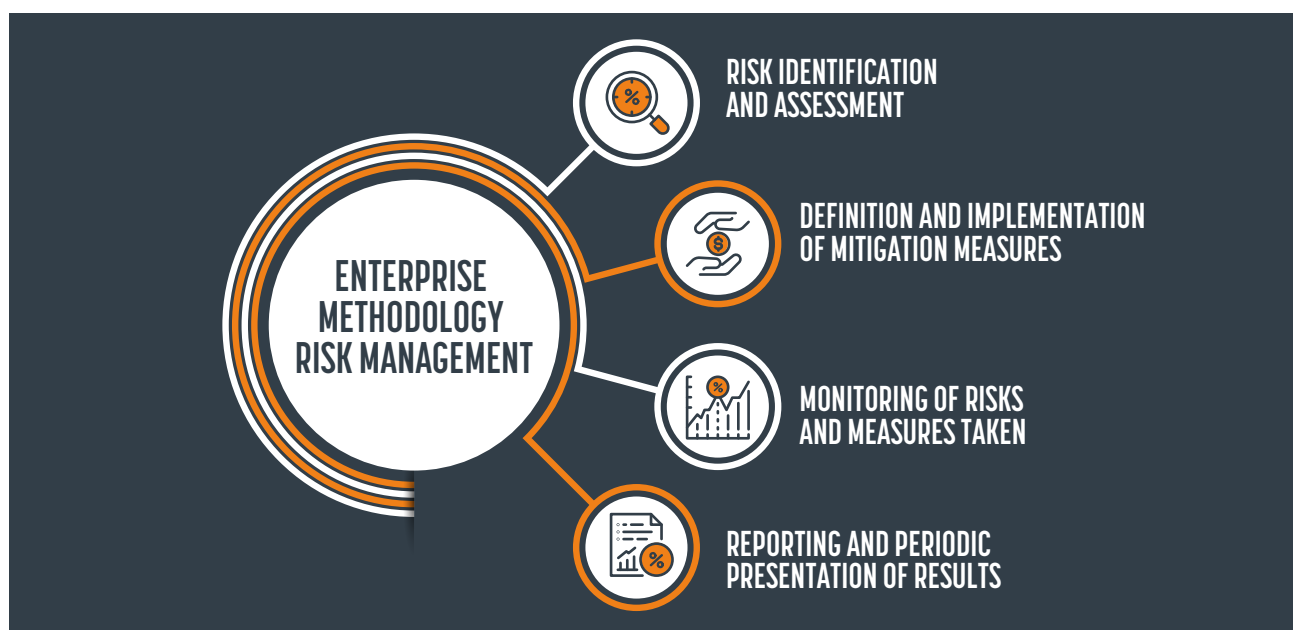 RISK IDENTIFICATION
AND ASSESSMENT
DEFINITION AND IMPLEMENTATION
OF MITIGATION MEASURES
ENTERPRISE
METHODOLOGY
RISK MANAGEMENT
MONITORING OF RISKS
AND MEASURES TAKEN
REPORTING AND PERIODIC
PRESENTATION OF RESULTS